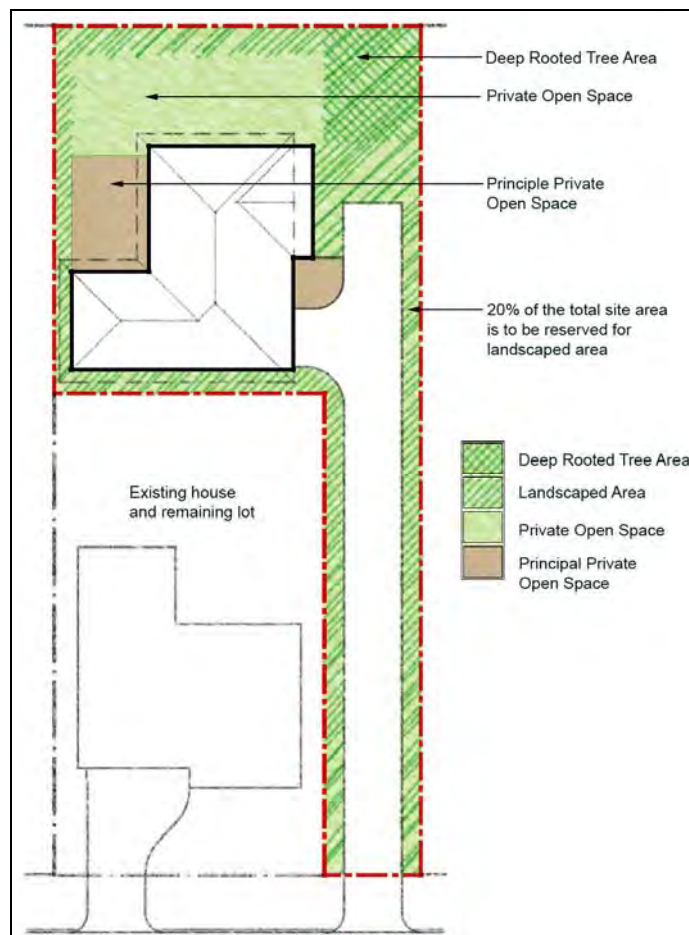 Deep Rooted Tree Area
Private Open Space
Principle Private
Open Space
20% of the total site area
is to be reserved for
landscaped area
Existing house
and remaining lot
Deep Rooted Tree Area
Landscaped Area
Private Open Space
Principal Private
Open Space